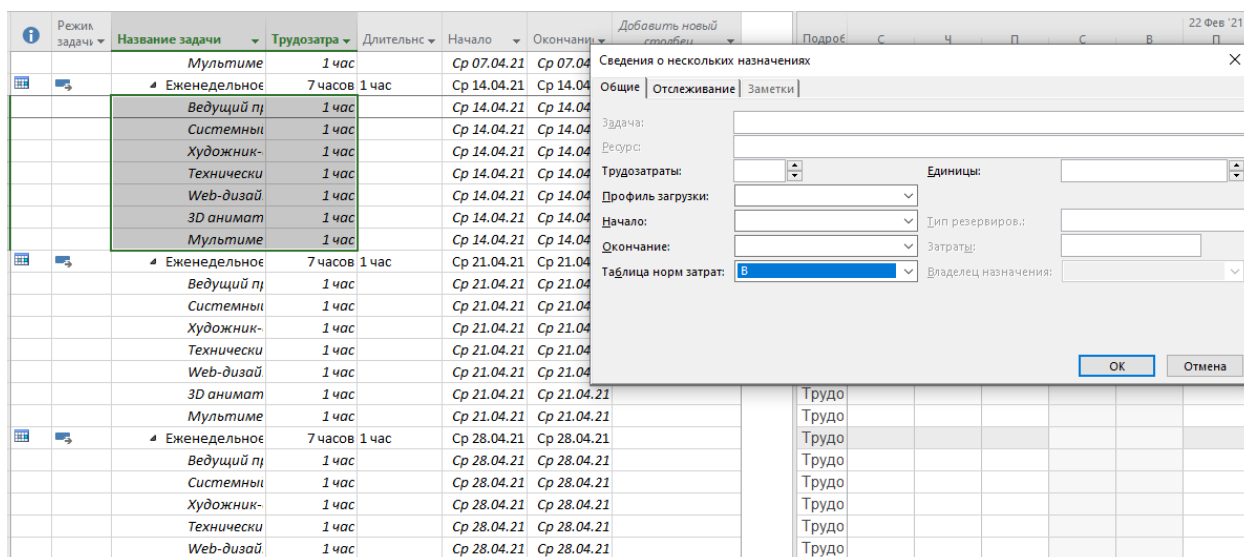 Режим задачи Название задачи Трудозатра Длительнс Начало Окончани Добавить новый столбец Подроб С Ч П С В П 22 Фев '21
Мультиме 1 час Ср 07.04.21 Ср 07.04
Еженедельное 7 часов 1 час Ср 14.04.21 Ср 14.04
Ведущий п 1 час Ср 14.04.21 Ср 14.04
Системны 1 час Ср 14.04.21 Ср 14.04
Художник- 1 час Ср 14.04.21 Ср 14.04
Технически 1 час Ср 14.04.21 Ср 14.04
Web-дизай 1 час Ср 14.04.21 Ср 14.04
3D анимат 1 час Ср 14.04.21 Ср 14.04
Мультиме 1 час Ср 14.04.21 Ср 14.04
Еженедельное 7 часов 1 час Ср 21.04.21 Ср 21.04
Ведущий п 1 час Ср 21.04.21 Ср 21.04
Системны 1 час Ср 21.04.21 Ср 21.04
Художник- 1 час Ср 21.04.21 Ср 21.04
Технически 1 час Ср 21.04.21 Ср 21.04
Web-дизай 1 час Ср 21.04.21 Ср 21.04
3D анимат 1 час Ср 21.04.21 Ср 21.04.21 Трудо
Мультиме 1 час Ср 21.04.21 Ср 21.04.21 Трудо
Еженедельное 7 часов 1 час Ср 28.04.21 Ср 28.04.21 Трудо
Ведущий п 1 час Ср 28.04.21 Ср 28.04.21 Трудо
Системны 1 час Ср 28.04.21 Ср 28.04.21 Трудо
Художник- 1 час Ср 28.04.21 Ср 28.04.21 Трудо
Технически 1 час Ср 28.04.21 Ср 28.04.21 Трудо
Web-дизай 1 час Ср 28.04.21 Ср 28.04.21 Трудо
Сведения о нескольких назначениях
Общие Отслеживание Заметки
Задача:
Ресурс:
Трудозатраты: Единицы:
Профиль загрузки:
Начало: Тип резервиров.:
Окончание: Затраты:
Таблица норм затрат: B Владелец назначения:
ОК Отмена